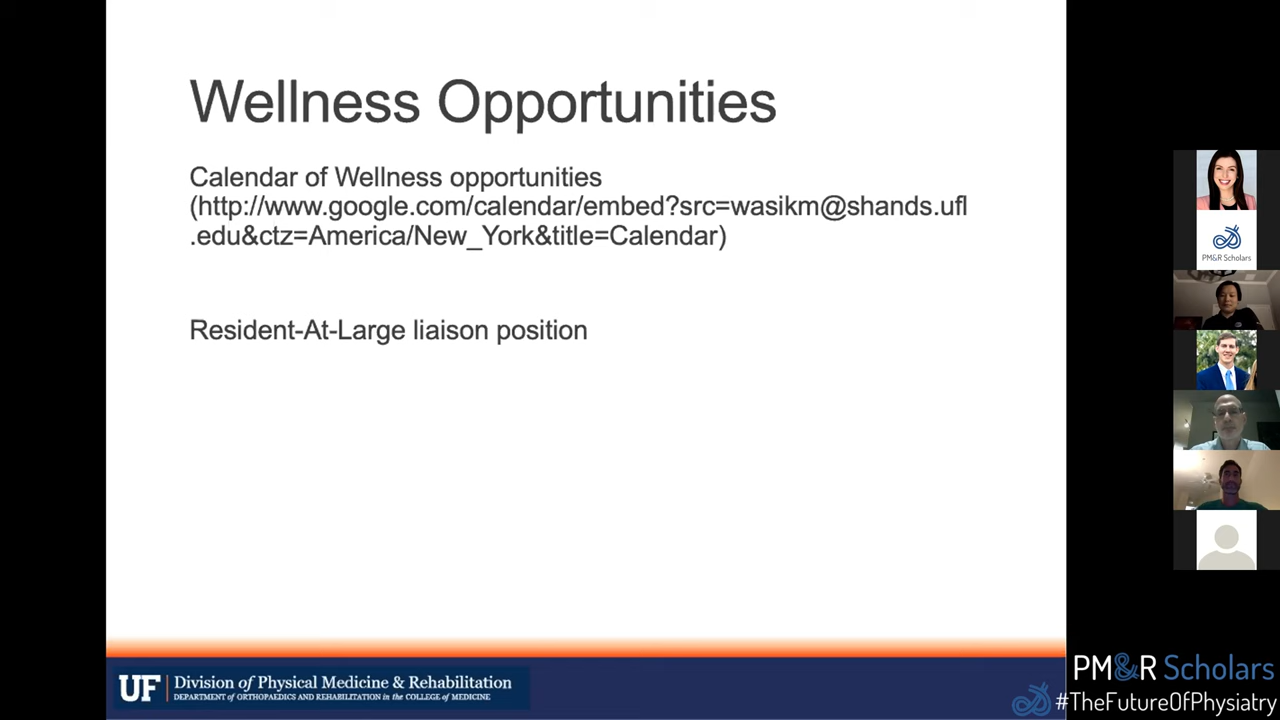 Wellness Opportunities
Calendar of Wellness opportunities
(http://www.google.com/calendar/embed?src=wasikm@shands.ufl
.edu&ctz=America/New_York&title=Calendar)
Resident-At-Large liaison position
PM&R Scholars
UF Division of Physical Medicine & Rehabilitation
DEPARTMENT of ORTHOPAEDICS AND REHABILITATION in the COLLEGE of MEDICINE
PM&R Scholars
#TheFutureOfPhysiatry